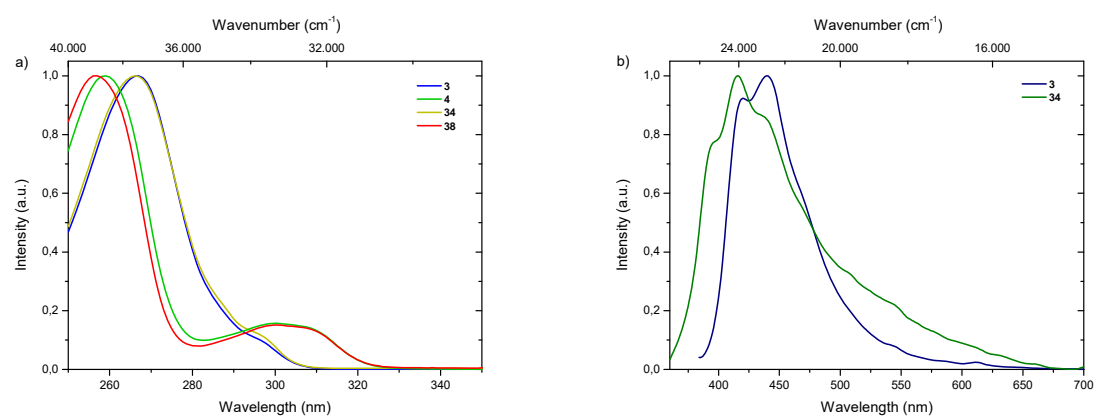 Wavenumber (cm⁻¹)
40.000 36.000 32.000
a)
1,0
0,8
0,6
0,4
0,2
0,0
Intensity (a.u.)
3
4
34
38
260 280 300 320 340
Wavelength (nm)
Wavenumber (cm⁻¹)
24.000 20.000 16.000
b)
1,0
0,8
0,6
0,4
0,2
0,0
Intensity (a.u.)
3
34
400 450 500 550 600 650 700
Wavelength (nm)